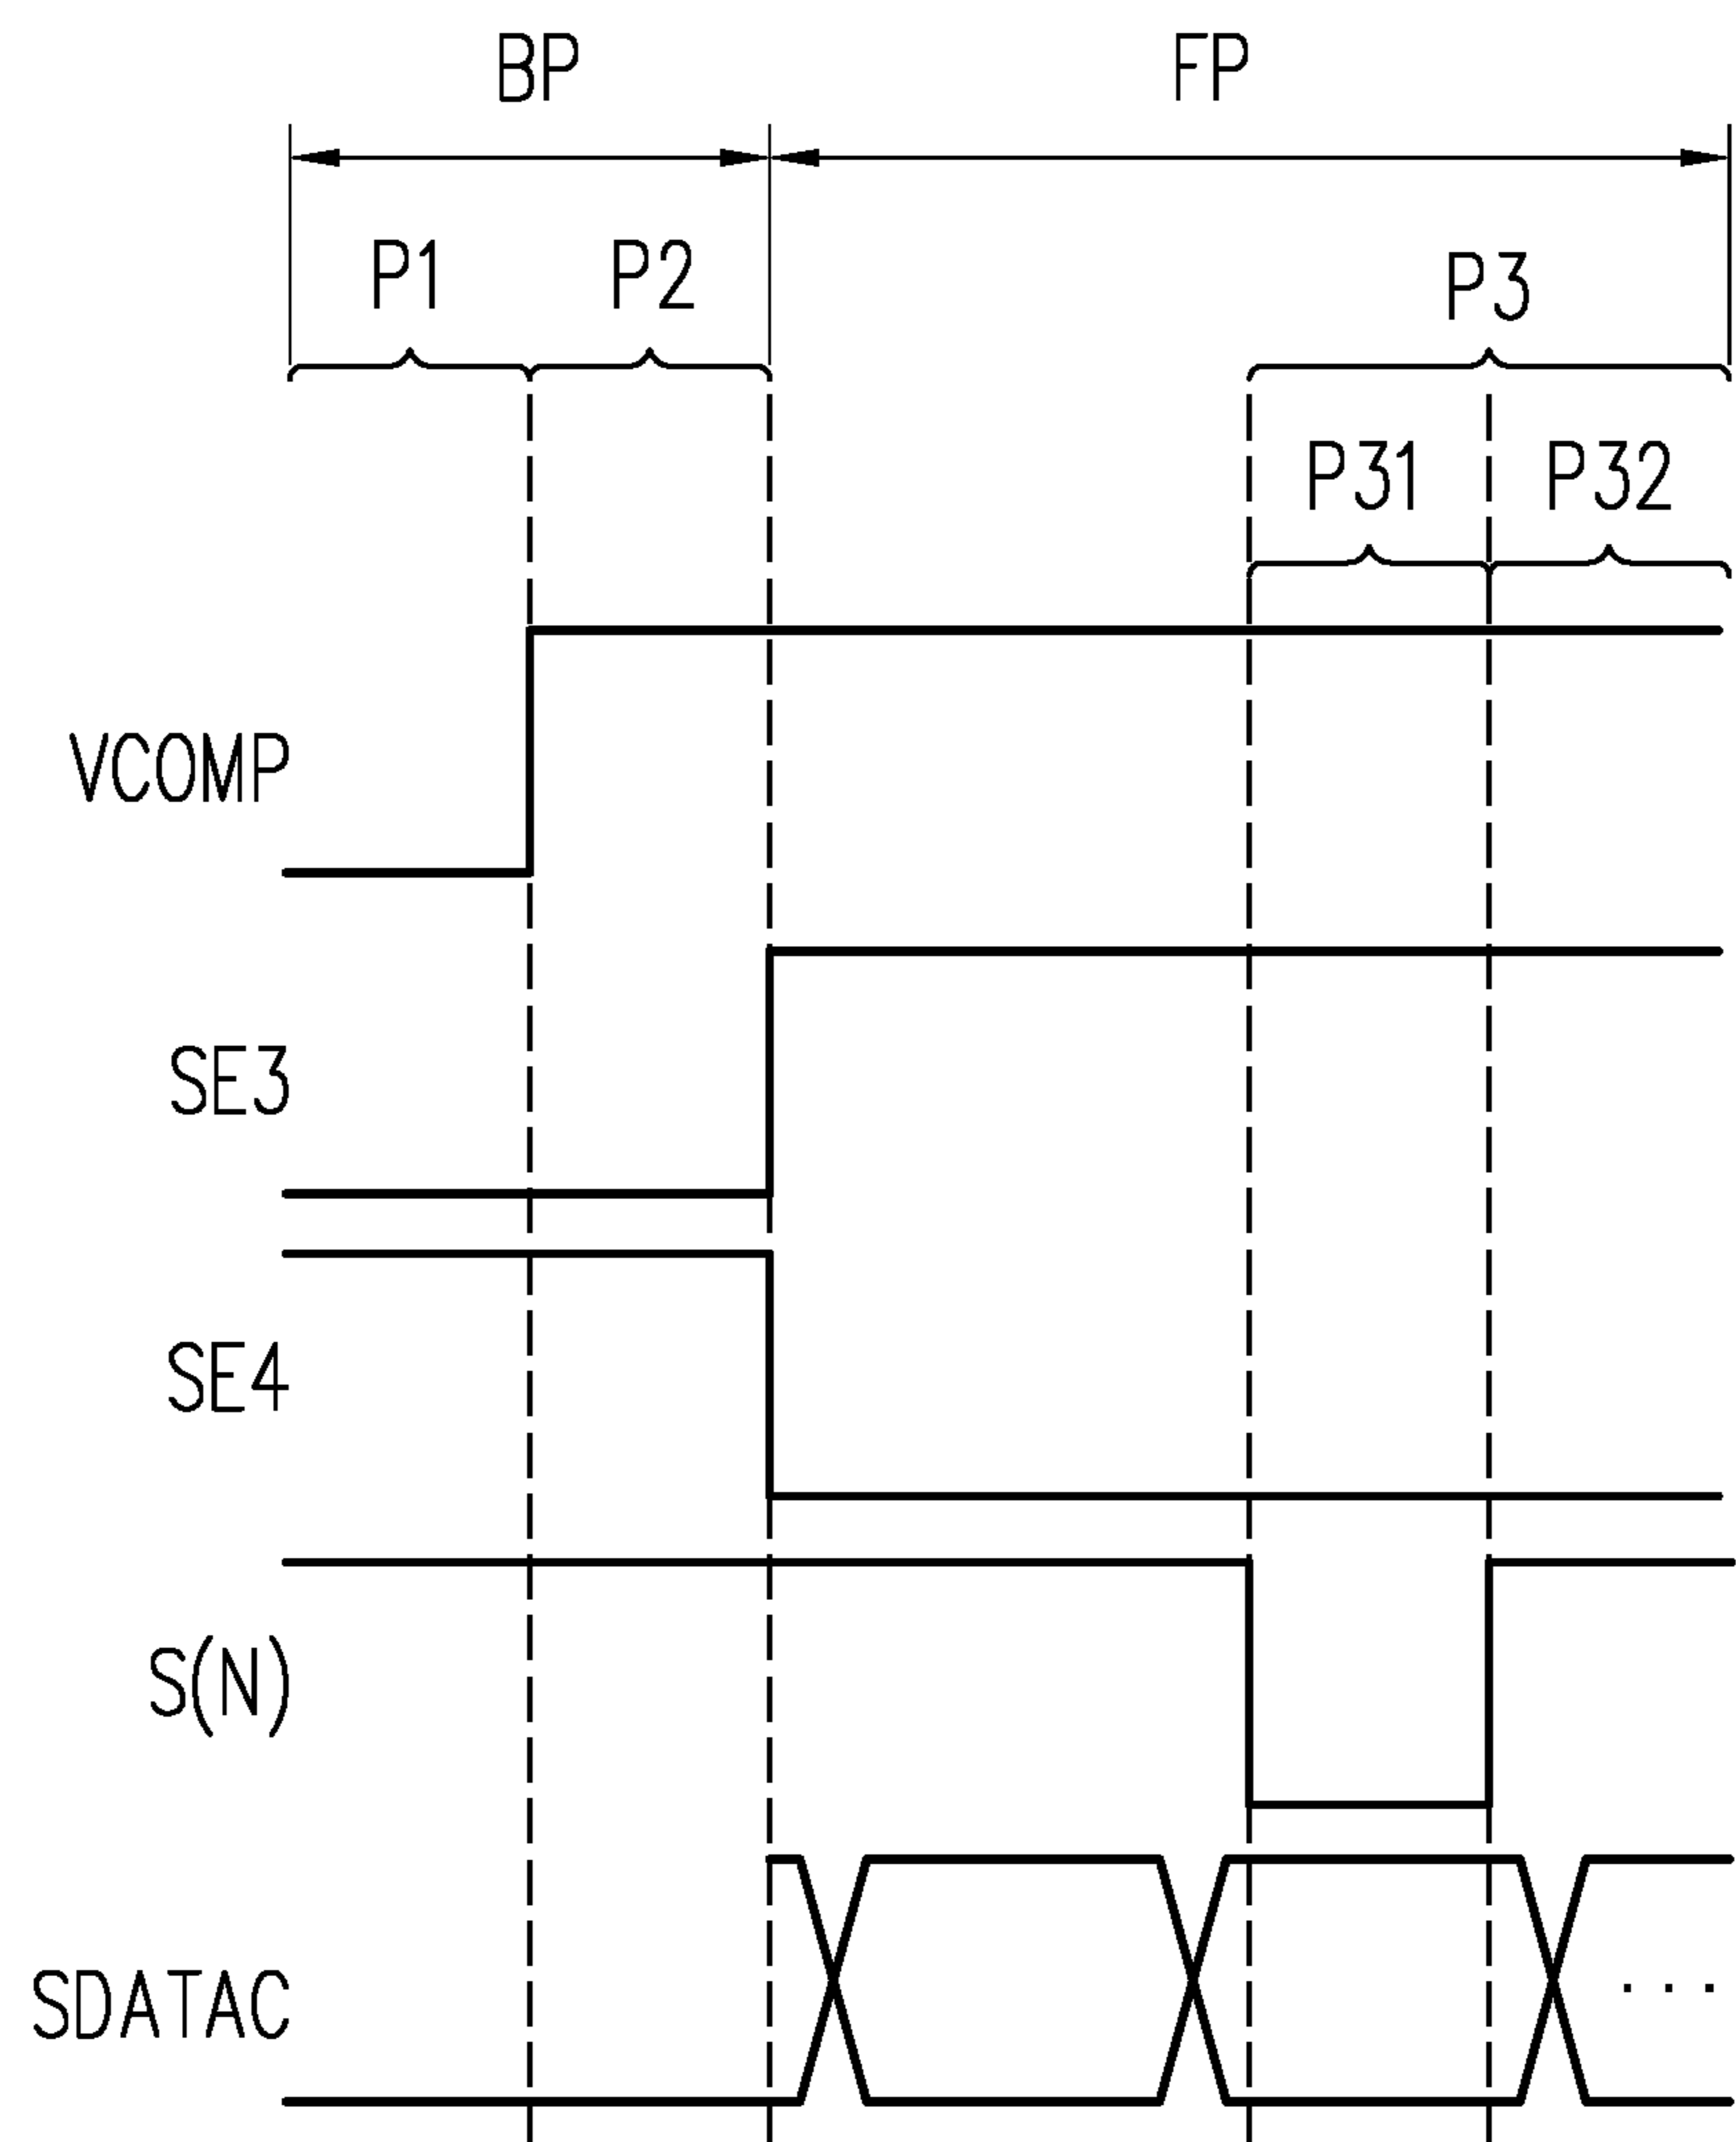 BP FP
P1 P2 P3
P31 P32
VCOMP
SE3
SE4
S(N)
SDATAC
...